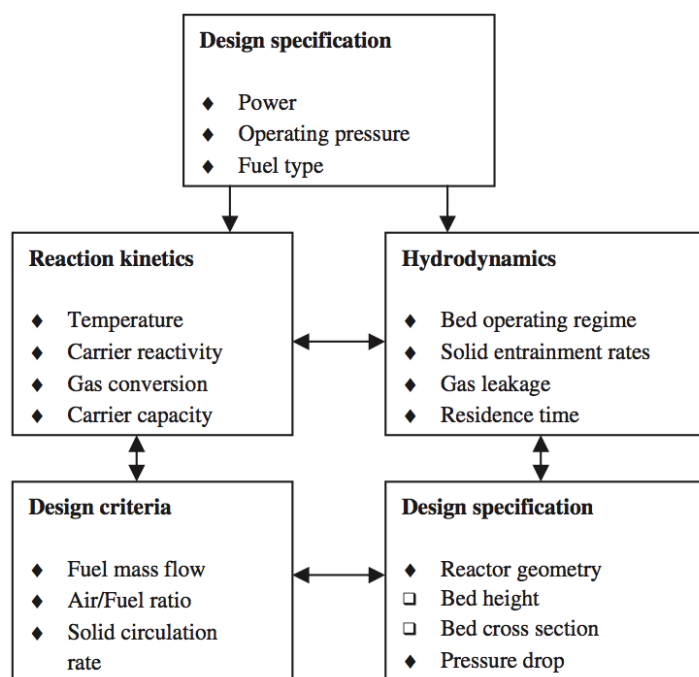 Design specification
♦ Power
♦ Operating pressure
♦ Fuel type
Reaction kinetics
♦ Temperature
♦ Carrier reactivity
♦ Gas conversion
♦ Carrier capacity
Hydrodynamics
♦ Bed operating regime
♦ Solid entrainment rates
♦ Gas leakage
♦ Residence time
Design criteria
♦ Fuel mass flow
♦ Air/Fuel ratio
♦ Solid circulation
rate
Design specification
♦ Reactor geometry
❑ Bed height
❑ Bed cross section
♦ Pressure drop